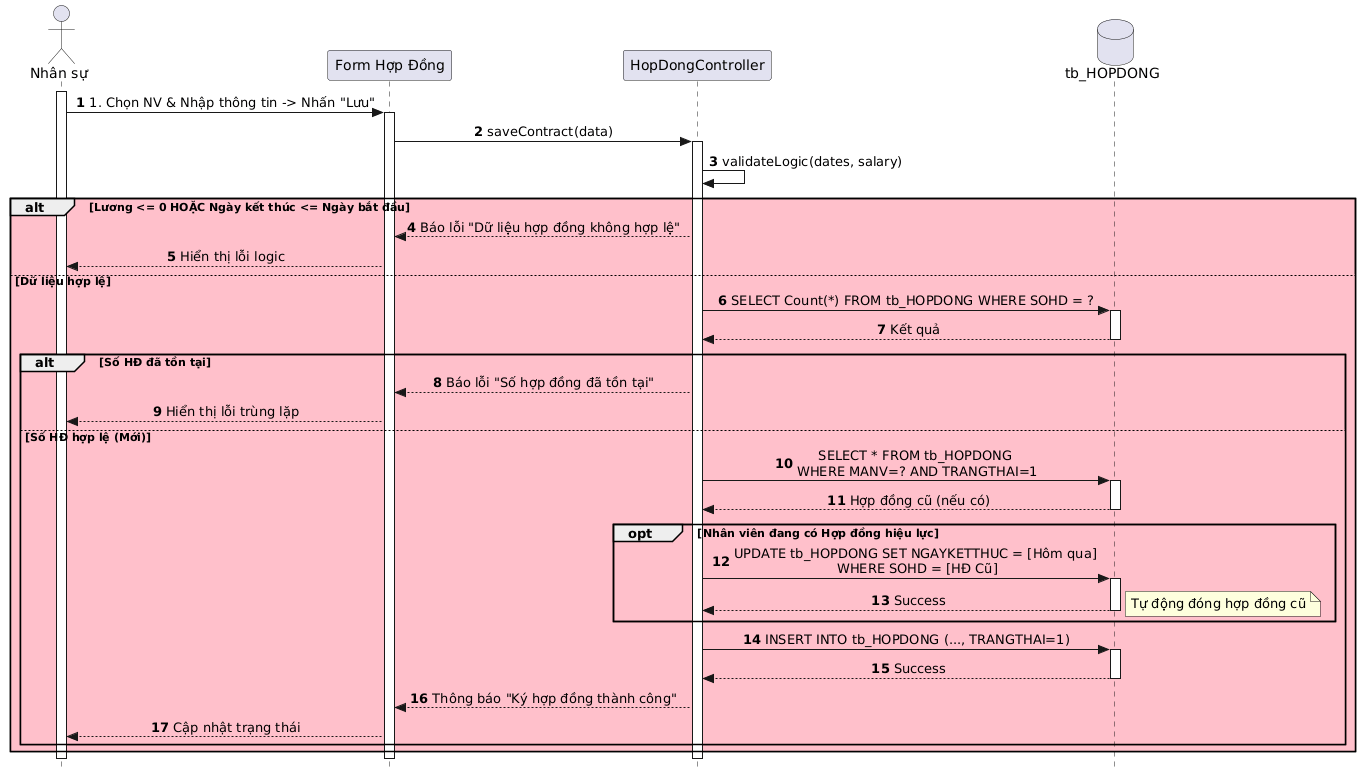 Nhân sự
Form Hợp Đồng
HopDongController
tb_HOPDONG
1 1. Chọn NV & Nhập thông tin -> Nhấn "Lưu"
2 saveContract(data)
3 validateLogic(dates, salary)
alt [Lương <= 0 HOẶC Ngày kết thúc <= Ngày bắt đầu]
4 Báo lỗi "Dữ liệu hợp đồng không hợp lệ"
5 Hiển thị lỗi logic
[Dữ liệu hợp lệ]
6 SELECT Count(*) FROM tb_HOPDONG WHERE SOHD = ?
7 Kết quả
alt [Số HĐ đã tồn tại]
8 Báo lỗi "Số hợp đồng đã tồn tại"
9 Hiển thị lỗi trùng lặp
[Số HĐ hợp lệ (Mới)]
10 SELECT * FROM tb_HOPDONG
WHERE MANV=? AND TRANGTHAI=1
11 Hợp đồng cũ (nếu có)
opt [Nhân viên đang có Hợp đồng hiệu lực]
12 UPDATE tb_HOPDONG SET NGAYKETTHUC = [Hôm qua]
WHERE SOHD = [HĐ Cũ]
13 Success
Tự động đóng hợp đồng cũ
14 INSERT INTO tb_HOPDONG (..., TRANGTHAI=1)
15 Success
16 Thông báo "Ký hợp đồng thành công"
17 Cập nhật trạng thái